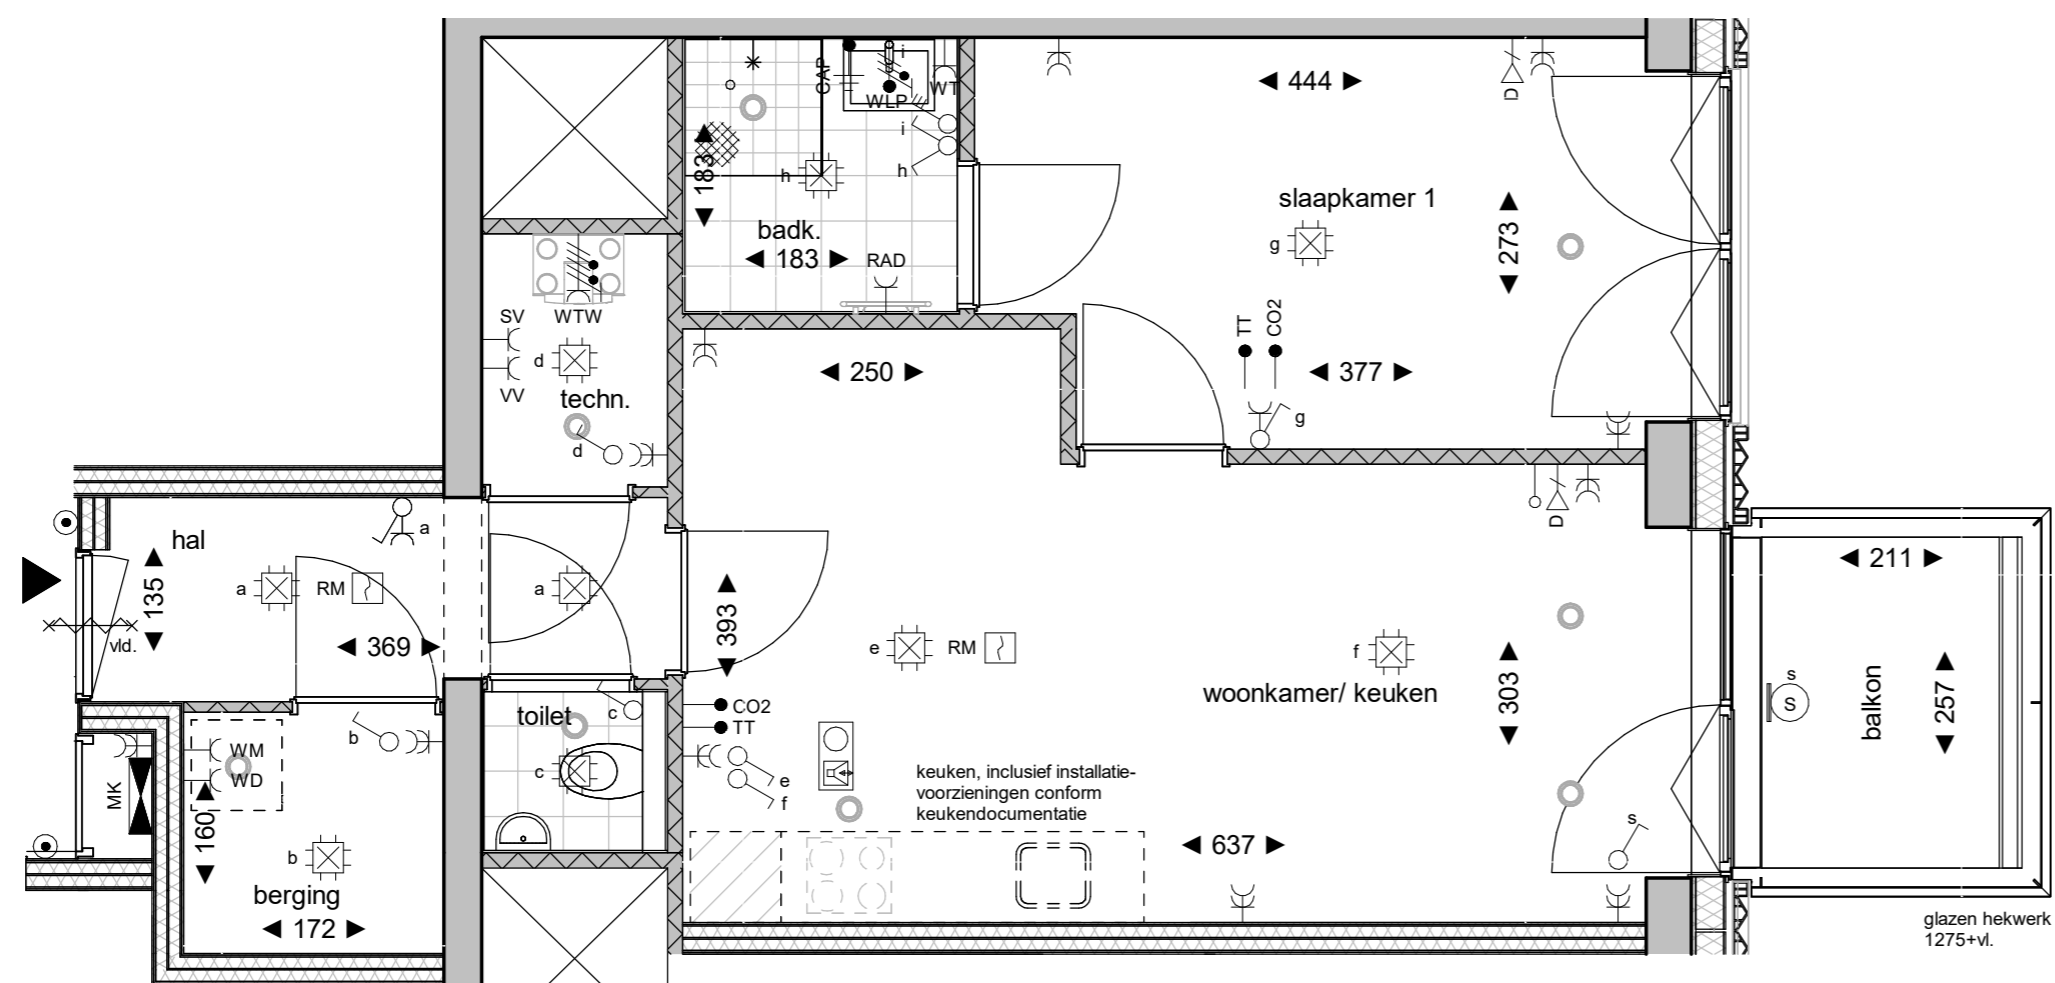 CAP
i
WLP
WT
i
h
183
h
badk.
183
RAD
444
D
slaapkamer 1
g
273
TT
CO2
377
g
SV
WTW
d
VV
techn.
d
250
hal
a
a
RM
135
vld.
369
a
393
D
e
RM
f
woonkamer/ keuken
303
211
s
S
balkon
257
toilet
c
c
CO2
TT
e
f
b
WM
WD
MK
160
b
berging
172
keuken, inclusief installatie-
voorzieningen conform
keukendocumentatie
637
s
glazen hekwerk
1275+vl.